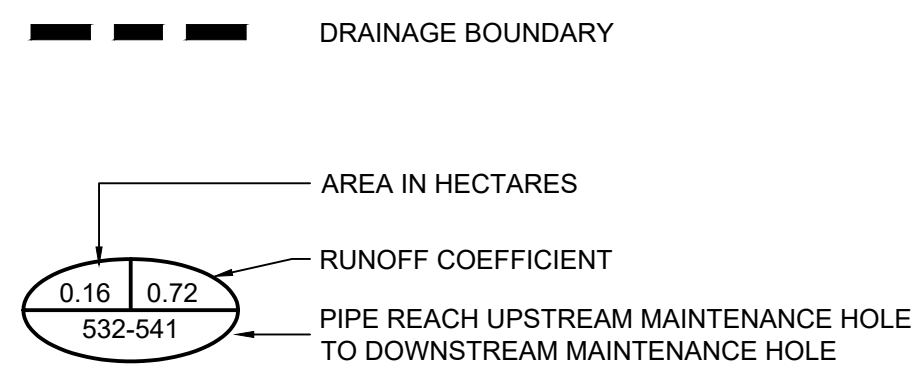 DRAINAGE BOUNDARY
AREA IN HECTARES
RUNOFF COEFFICIENT
0.16 0.72
532-541
PIPE REACH UPSTREAM MAINTENANCE HOLE
TO DOWNSTREAM MAINTENANCE HOLE